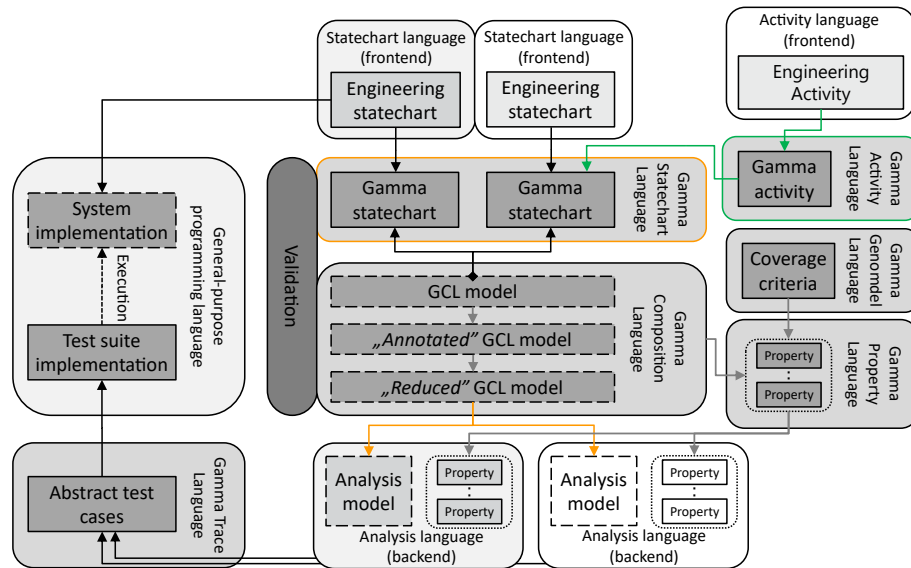 Statechart language
(frontend)
Engineering
statechart
Statechart language
(frontend)
Engineering
statechart
Activity language
(frontend)
Engineering
Activity
Gamma
statechart
Gamma
statechart
Gamma
Statechart
Language
Gamma
activity
Gamma
Activity
Language
System
implementation
Execution
Test suite
implementation
General-purpose
programming language
Validation
GCL model
„Annotated” GCL model
„Reduced” GCL model
Gamma
Composition
Language
Coverage
criteria
Gamma
Genomdel
Language
Property
Property
Gamma
Property
Language
Abstract test
cases
Gamma Trace
Language
Analysis
model
Property
Property
Analysis language
(backend)
Analysis
model
Property
Property
Analysis language
(backend)